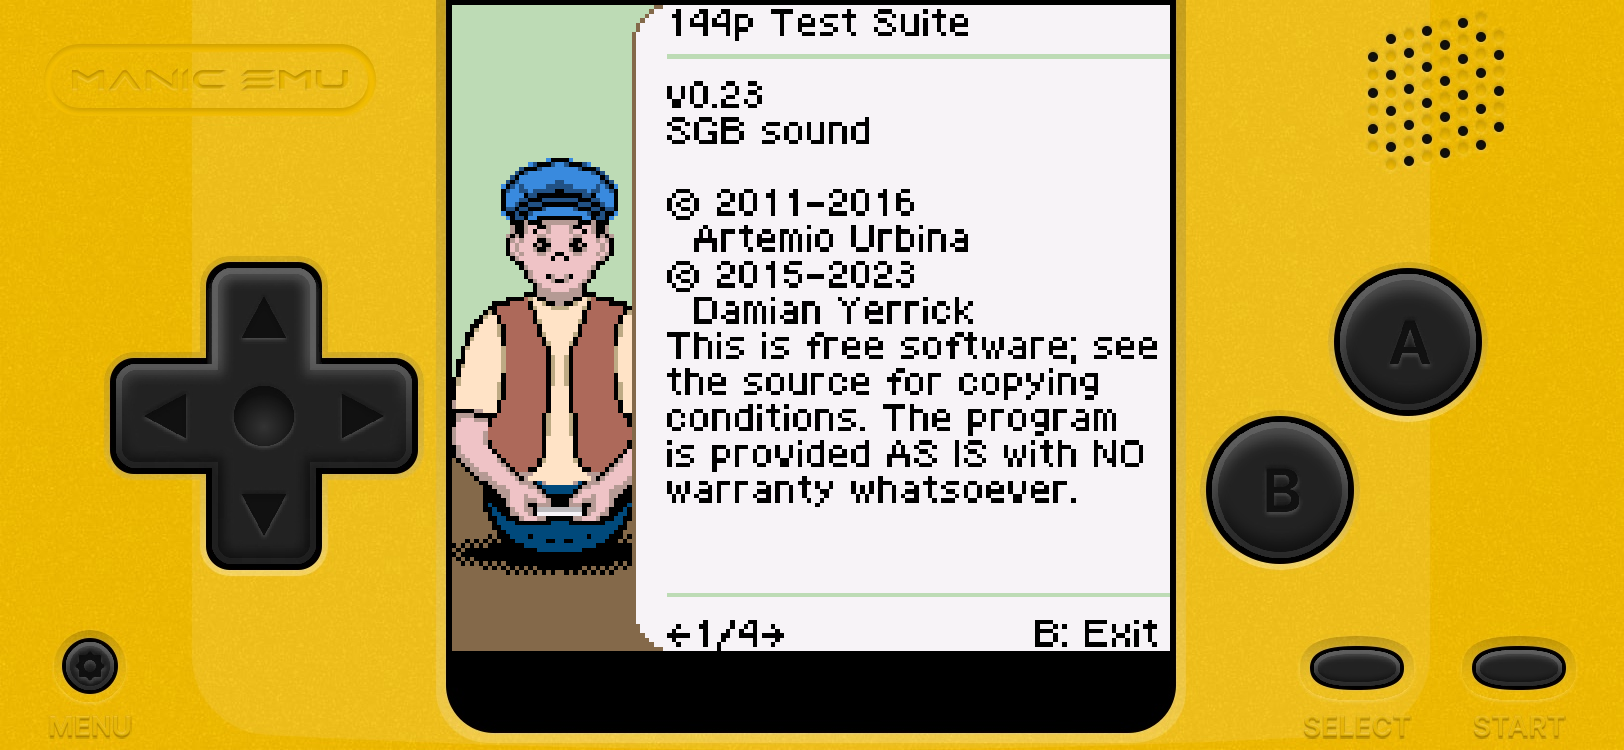 MANIC EMU
144p Test Suite
v0.23
SGB sound
© 2011-2016
Artemio Urbina
© 2015-2023
Damian Yerrick
This is free software; see
the source for copying
conditions. The program
is provided AS IS with NO
warranty whatsoever.
←1/4→
B: Exit
A
B
MENU
SELECT
START